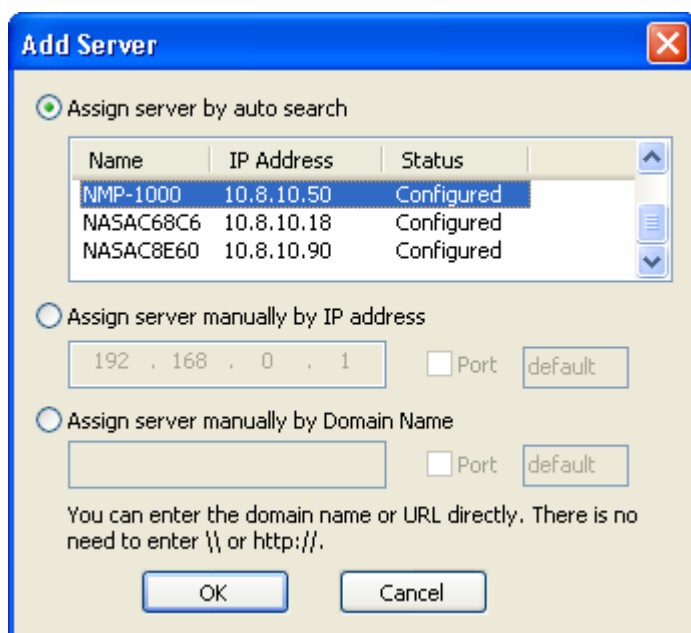 Add Server
Assign server by auto search
Name IP Address Status
NMP-1000 10.8.10.50 Configured
NASAC68C6 10.8.10.18 Configured
NASAC8E60 10.8.10.90 Configured
Assign server manually by IP address
192 . 168 . 0 . 1 Port default
Assign server manually by Domain Name
Port default
You can enter the domain name or URL directly. There is no
need to enter \\ or http://.
OK Cancel